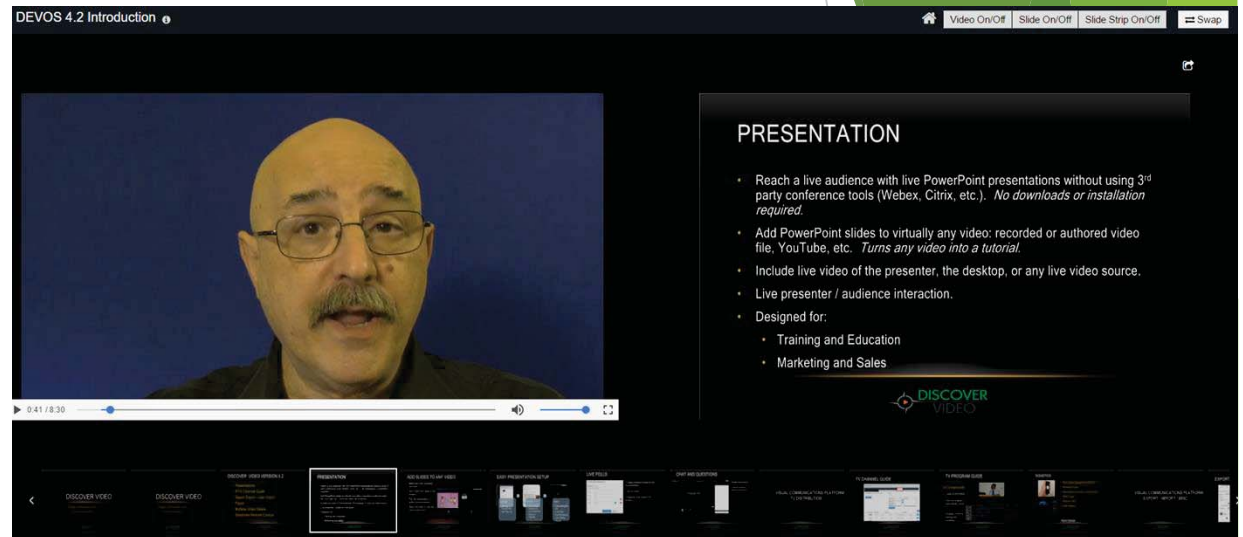 DEVOS 4.2 Introduction
Video On/Off Slide On/Off Slide Strip On/Off Swap
PRESENTATION
• Reach a live audience with live PowerPoint presentations without using 3rd
party conference tools (Webex, Citrix, etc.). No downloads or installation
required.
• Add PowerPoint slides to virtually any video: recorded or authored video
file, YouTube, etc. Turns any video into a tutorial.
• Include live video of the presenter, the desktop, or any live video source.
• Live presenter / audience interaction.
• Designed for:
• Training and Education
• Marketing and Sales
DISCOVER
VIDEO
0:41 / 8:30
DISCOVER VIDEO
DISCOVER VIDEO
DISCOVER VIDEO VERSION 4.2
PRESENTATION
ADD SLIDES TO ANY VIDEO
EASY PRESENTATION SETUP
LIVE POLLS
CHAT AND QUESTIONS
VISUAL COMMUNICATIONS PLATFORM
TV CHANNEL GUIDE
TV PROGRAM GUIDE
VISUAL COMMUNICATIONS PLATFORM
EXPORT